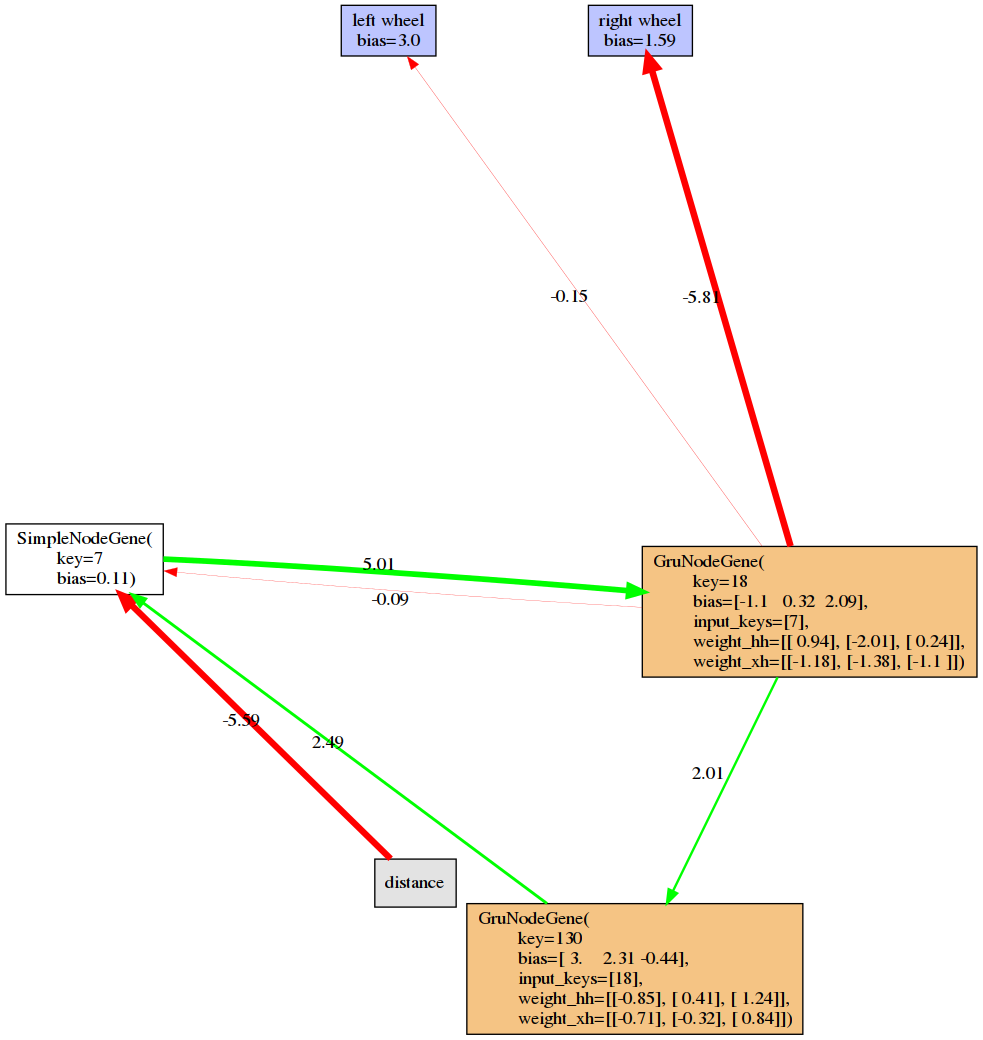 left wheel
bias=3.0
right wheel
bias=1.59
-0.15
-5.81
SimpleNodeGene(
key=7
bias=0.11)
5.01
-0.09
GruNodeGene(
key=18
bias=[-1.1 0.32 2.09],
input_keys=[7],
weight_hh=[[ 0.94], [-2.01], [ 0.24]],
weight_xh=[[-1.18], [-1.38], [-1.1 ]])
-5.59
2.49
2.01
distance
GruNodeGene(
key=130
bias=[ 3. 2.31 -0.44],
input_keys=[18],
weight_hh=[[-0.85], [ 0.41], [ 1.24]],
weight_xh=[[-0.71], [-0.32], [ 0.84]])